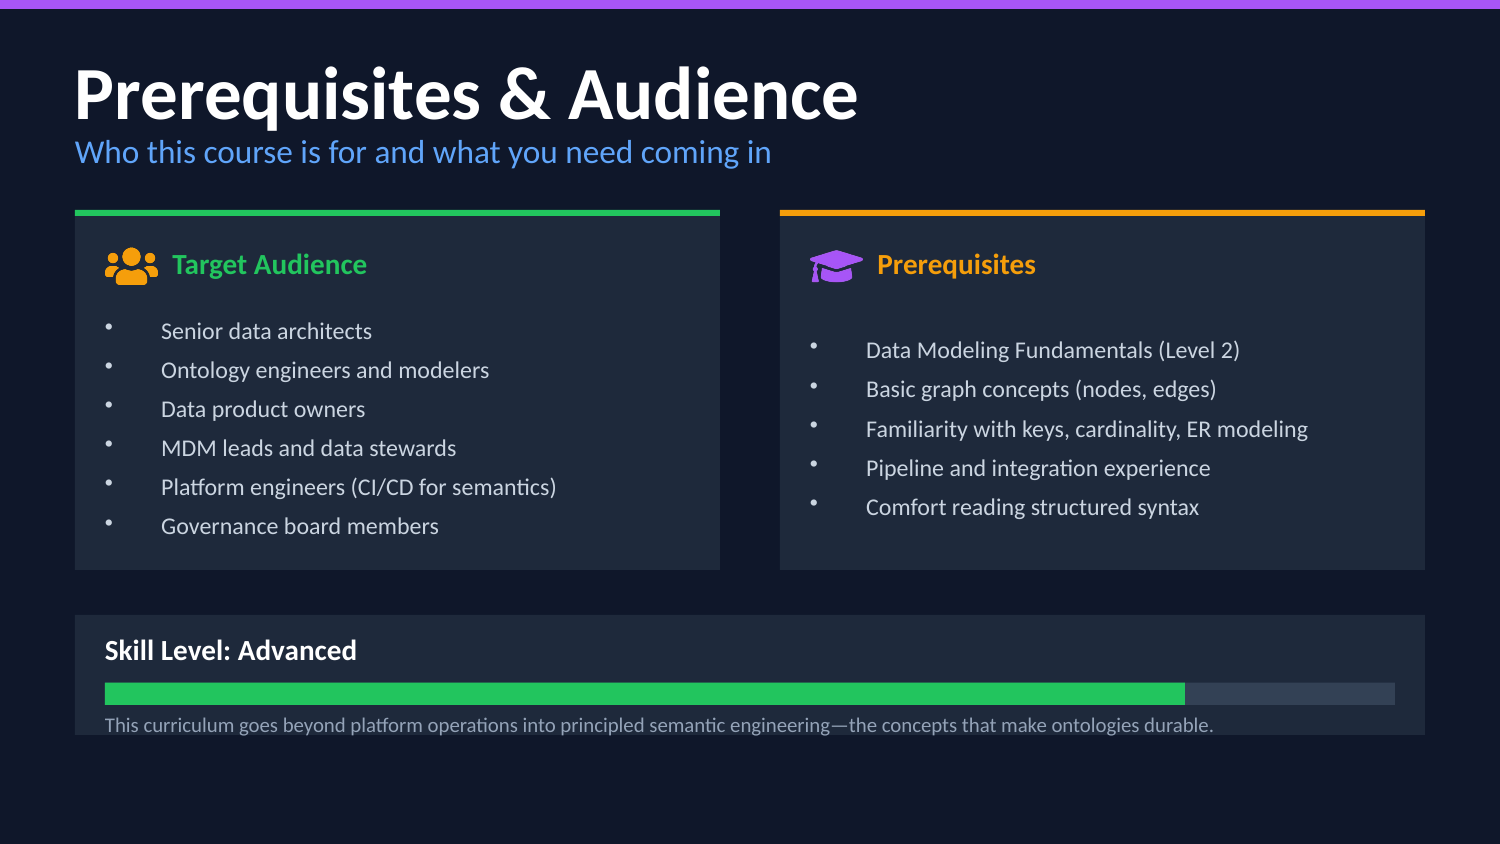 Prerequisites & Audience
Who this course is for and what you need coming in
Target Audience
• Senior data architects
• Ontology engineers and modelers
• Data product owners
• MDM leads and data stewards
• Platform engineers (CI/CD for semantics)
• Governance board members
Prerequisites
• Data Modeling Fundamentals (Level 2)
• Basic graph concepts (nodes, edges)
• Familiarity with keys, cardinality, ER modeling
• Pipeline and integration experience
• Comfort reading structured syntax
Skill Level: Advanced
This curriculum goes beyond platform operations into principled semantic engineering—the concepts that make ontologies durable.